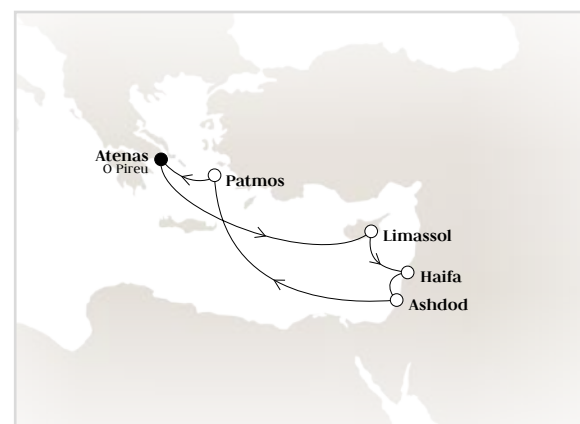 Atenas
O Pireu
Patmos
Limassol
Haifa
Ashdod